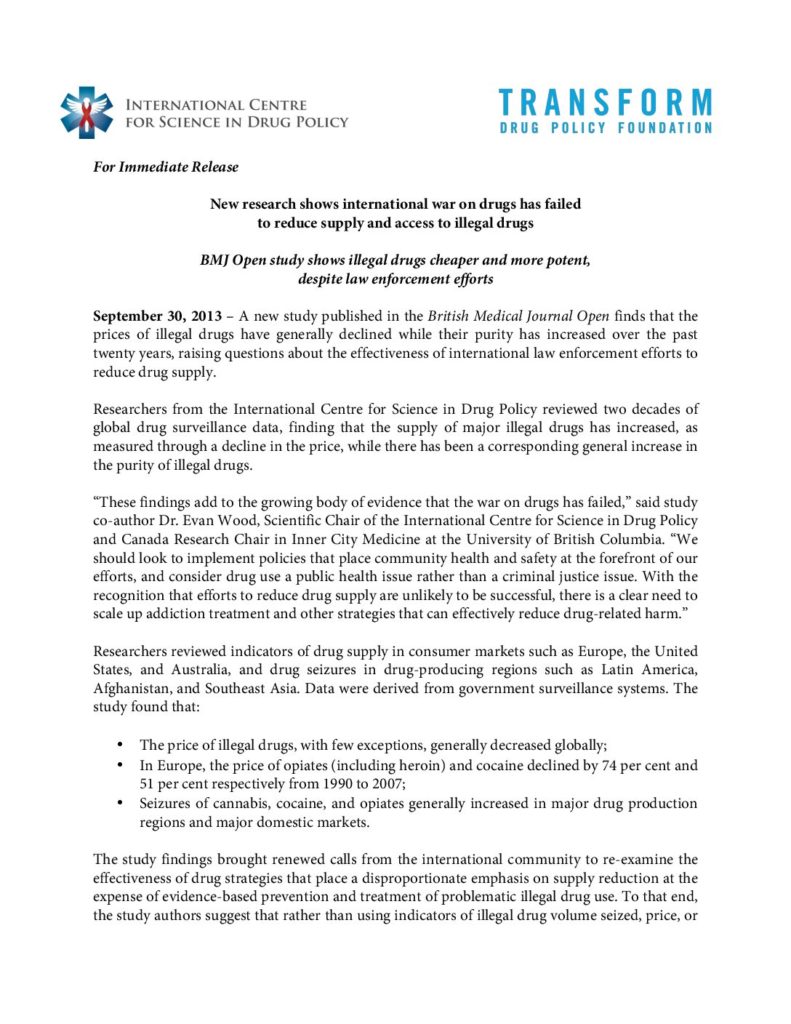 INTERNATIONAL CENTRE
FOR SCIENCE IN DRUG POLICY
TRANSFORM
DRUG POLICY FOUNDATION
For Immediate Release
New research shows international war on drugs has failed
to reduce supply and access to illegal drugs
BMJ Open study shows illegal drugs cheaper and more potent,
despite law enforcement efforts
September 30, 2013 – A new study published in the British Medical Journal Open finds that the
prices of illegal drugs have generally declined while their purity has increased over the past
twenty years, raising questions about the effectiveness of international law enforcement efforts to
reduce drug supply.
Researchers from the International Centre for Science in Drug Policy reviewed two decades of
global drug surveillance data, finding that the supply of major illegal drugs has increased, as
measured through a decline in the price, while there has been a corresponding general increase in
the purity of illegal drugs.
“These findings add to the growing body of evidence that the war on drugs has failed,” said study
co-author Dr. Evan Wood, Scientific Chair of the International Centre for Science in Drug Policy
and Canada Research Chair in Inner City Medicine at the University of British Columbia. “We
should look to implement policies that place community health and safety at the forefront of our
efforts, and consider drug use a public health issue rather than a criminal justice issue. With the
recognition that efforts to reduce drug supply are unlikely to be successful, there is a clear need to
scale up addiction treatment and other strategies that can effectively reduce drug-related harm.”
Researchers reviewed indicators of drug supply in consumer markets such as Europe, the United
States, and Australia, and drug seizures in drug-producing regions such as Latin America,
Afghanistan, and Southeast Asia. Data were derived from government surveillance systems. The
study found that:
• The price of illegal drugs, with few exceptions, generally decreased globally;
• In Europe, the price of opiates (including heroin) and cocaine declined by 74 per cent and
51 per cent respectively from 1990 to 2007;
• Seizures of cannabis, cocaine, and opiates generally increased in major drug production
regions and major domestic markets.
The study findings brought renewed calls from the international community to re-examine the
effectiveness of drug strategies that place a disproportionate emphasis on supply reduction at the
expense of evidence-based prevention and treatment of problematic illegal drug use. To that end,
the study authors suggest that rather than using indicators of illegal drug volume seized, price, or